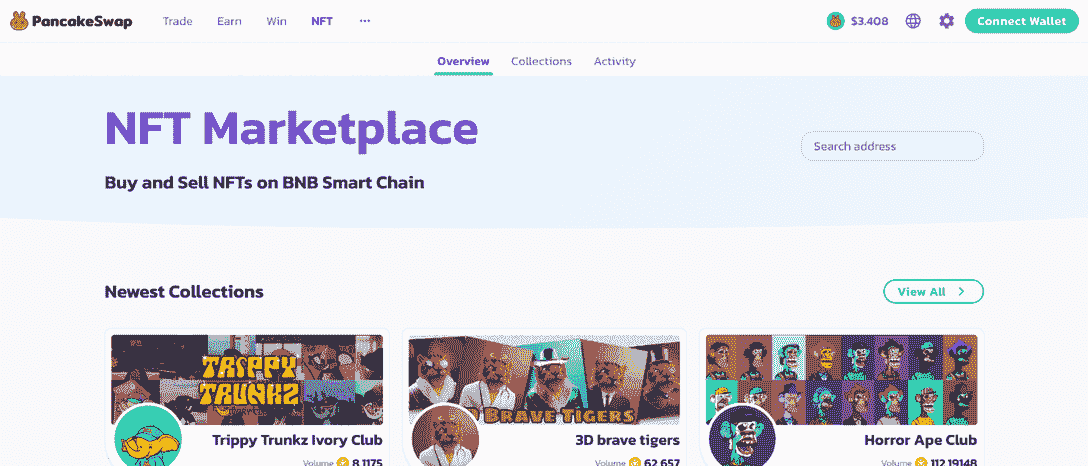 PancakeSwap Trade Earn Win NFT ... $3.408 Connect Wallet
Overview Collections Activity
NFT Marketplace
Search address
Buy and Sell NFTs on BNB Smart Chain
Newest Collections
View All
TRIPPY
TRUNKZ
3D BRAVE TIGERS
Trippy Trunkz Ivory Club
3D brave tigers
Horror Ape Club
Volume 8.1175
Volume 62.657
Volume 112.19148